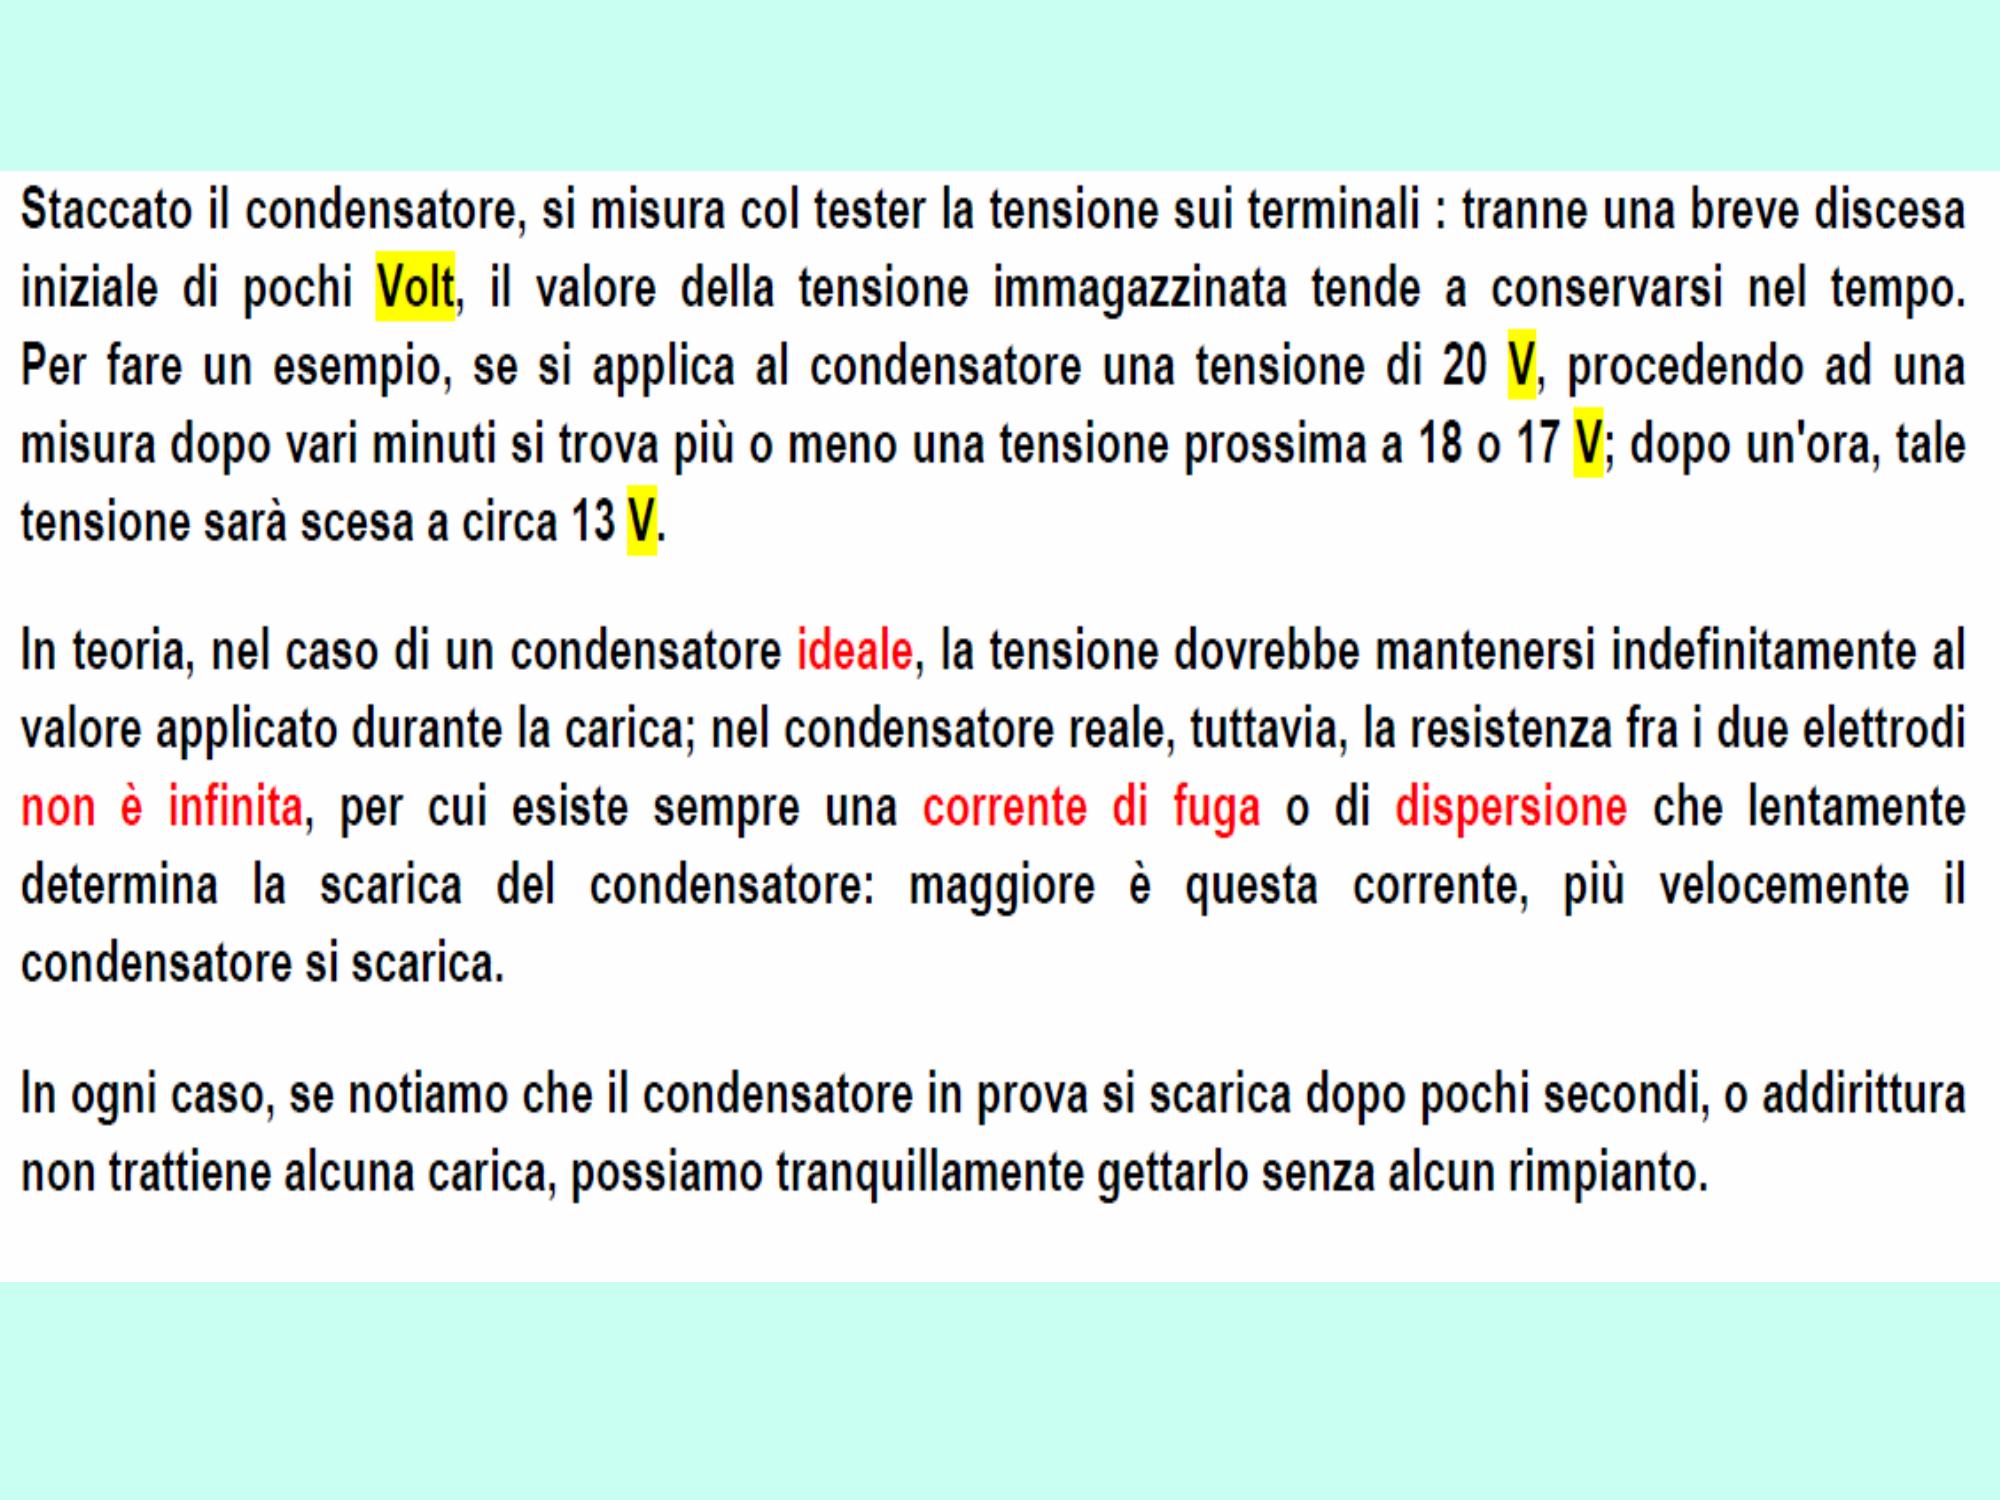 Staccato il condensatore, si misura col tester la tensione sui terminali : tranne una breve discesa
iniziale di pochi Volt, il valore della tensione immagazzinata tende a conservarsi nel tempo.
Per fare un esempio, se si applica al condensatore una tensione di 20 V, procedendo ad una
misura dopo vari minuti si trova più o meno una tensione prossima a 18 o 17 V; dopo un'ora, tale
tensione sarà scesa a circa 13 V.
In teoria, nel caso di un condensatore ideale, la tensione dovrebbe mantenersi indefinitamente al
valore applicato durante la carica; nel condensatore reale, tuttavia, la resistenza fra i due elettrodi
non è infinita, per cui esiste sempre una corrente di fuga o di dispersione che lentamente
determina la scarica del condensatore: maggiore è questa corrente, più velocemente il
condensatore si scarica.
In ogni caso, se notiamo che il condensatore in prova si scarica dopo pochi secondi, o addirittura
non trattiene alcuna carica, possiamo tranquillamente gettarlo senza alcun rimpianto.